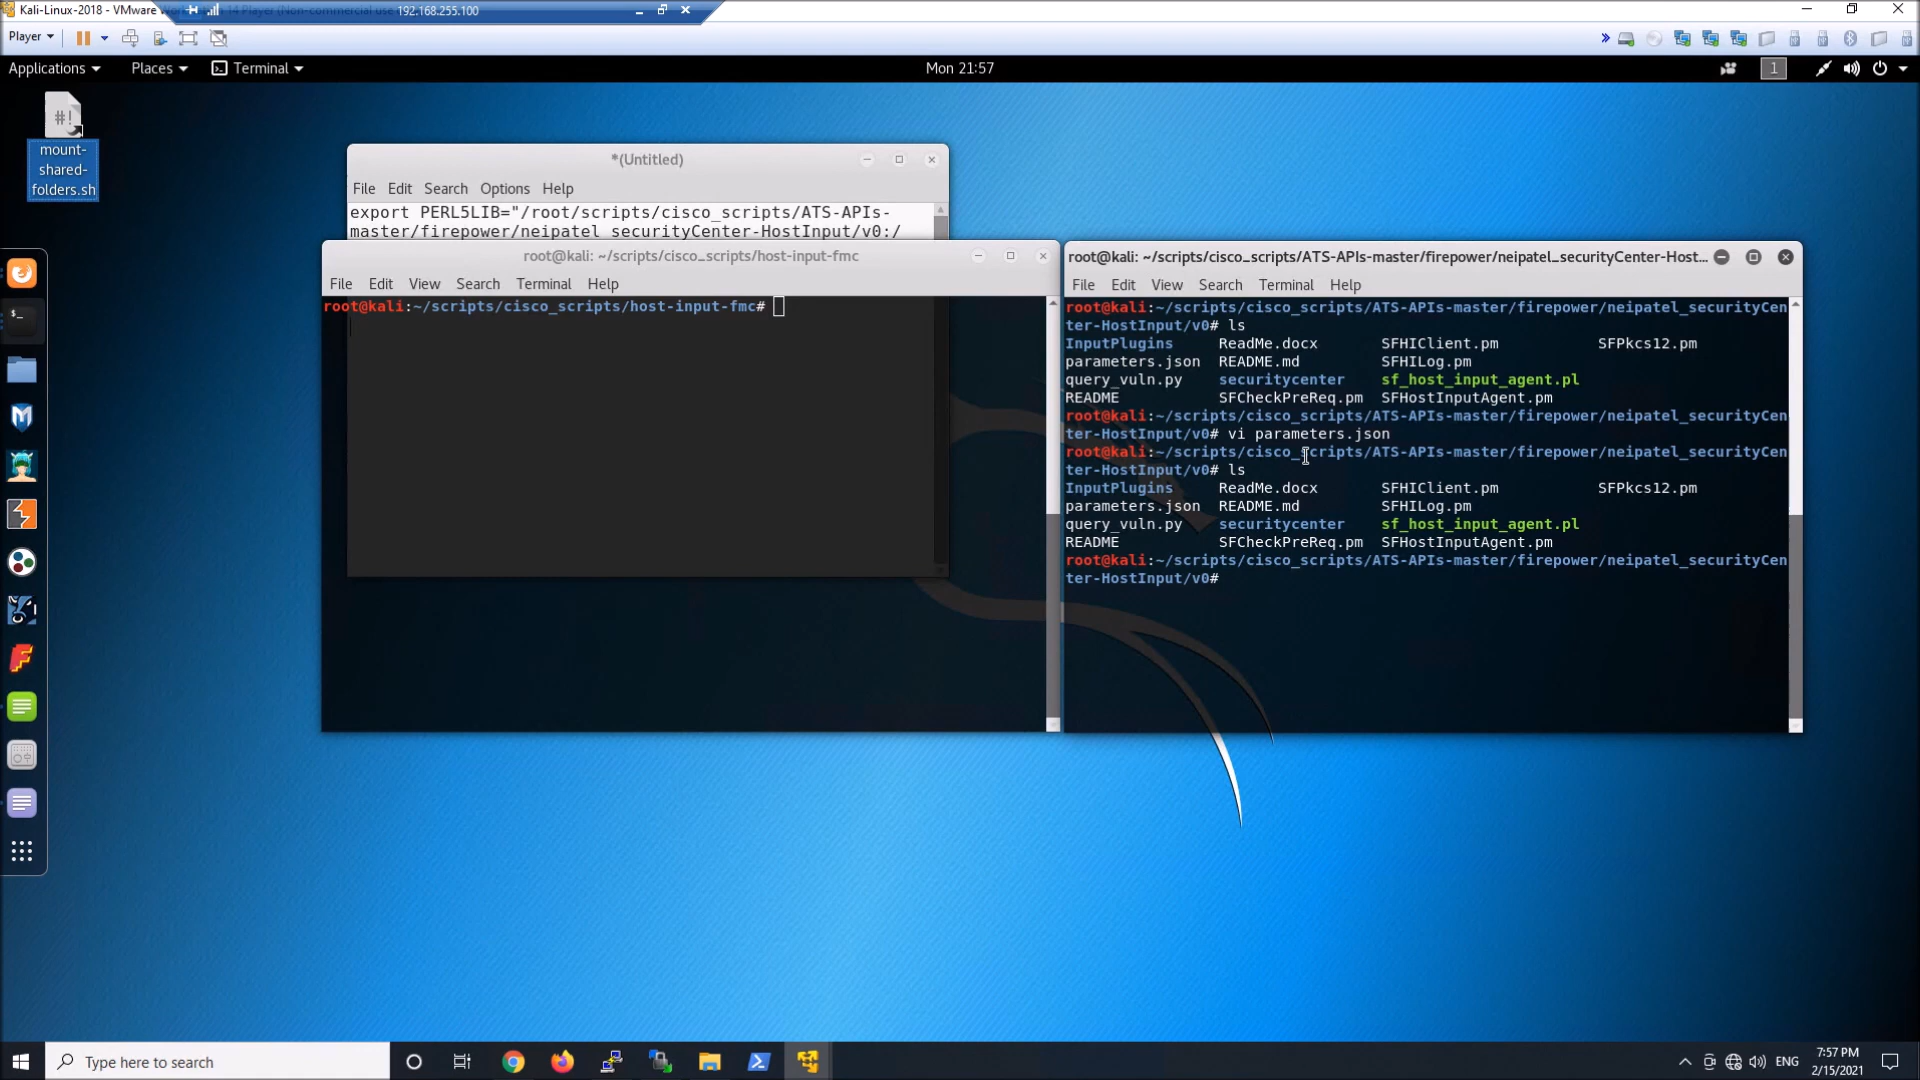 Kali-Linux-2018 - VMware Workstation 14 Player (Non-commercial use
192.168.255.100
Player
Applications
Places
Terminal
Mon 21:57
1
#!
mount-
shared-
folders.sh
*(Untitled)
File Edit Search Options Help
export PERL5LIB="/root/scripts/cisco_scripts/ATS-APIs-
master/firepower/neipatel_securityCenter-HostInput/v0:/
root@kali: ~/scripts/cisco_scripts/host-input-fmc
File Edit View Search Terminal Help
root@kali:~/scripts/cisco_scripts/host-input-fmc#
root@kali: ~/scripts/cisco_scripts/ATS-APIs-master/firepower/neipatel_securityCenter-Host...
File Edit View Search Terminal Help
root@kali:~/scripts/cisco_scripts/ATS-APIs-master/firepower/neipatel_securityCen
ter-HostInput/v0# ls
InputPlugins ReadMe.docx SFHIClient.pm SFPkcs12.pm
parameters.json README.md SFHILog.pm
query_vuln.py securitycenter sf_host_input_agent.pl
README SFCheckPreReq.pm SFHostInputAgent.pm
root@kali:~/scripts/cisco_scripts/ATS-APIs-master/firepower/neipatel_securityCen
ter-HostInput/v0# vi parameters.json
root@kali:~/scripts/cisco_scripts/ATS-APIs-master/firepower/neipatel_securityCen
ter-HostInput/v0# ls
InputPlugins ReadMe.docx SFHIClient.pm SFPkcs12.pm
parameters.json README.md SFHILog.pm
query_vuln.py securitycenter sf_host_input_agent.pl
README SFCheckPreReq.pm SFHostInputAgent.pm
root@kali:~/scripts/cisco_scripts/ATS-APIs-master/firepower/neipatel_securityCen
ter-HostInput/v0#
Type here to search
ENG
7:57 PM
2/15/2021